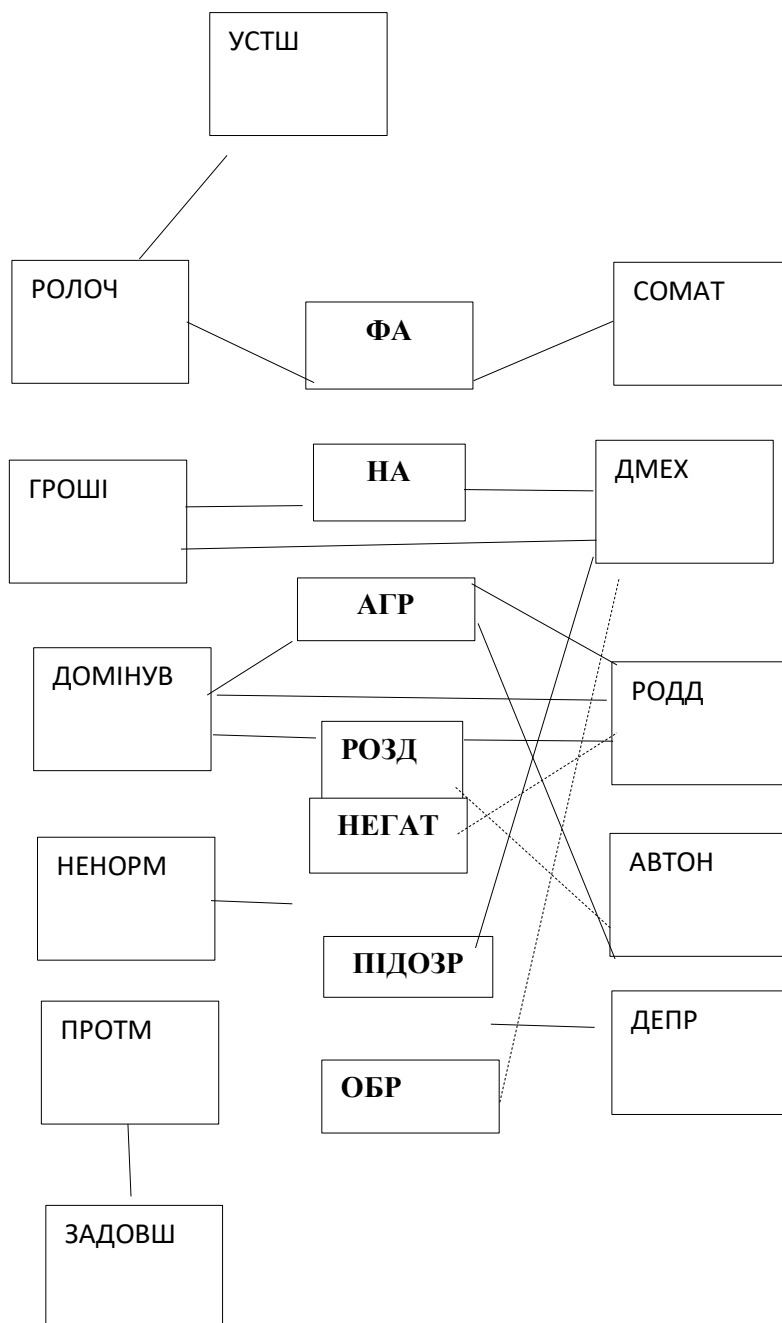 УСТШ
РОЛОЧ
ФА
СОМАТ
ГРОШІ
НА
ДМЕХ
АГР
ДОМІНУВ
РОДД
РОЗД
НЕГАТ
НЕНОРМ
АВТОН
ПІДОЗР
ПРОТМ
ДЕПР
ОБР
ЗАДОВШ